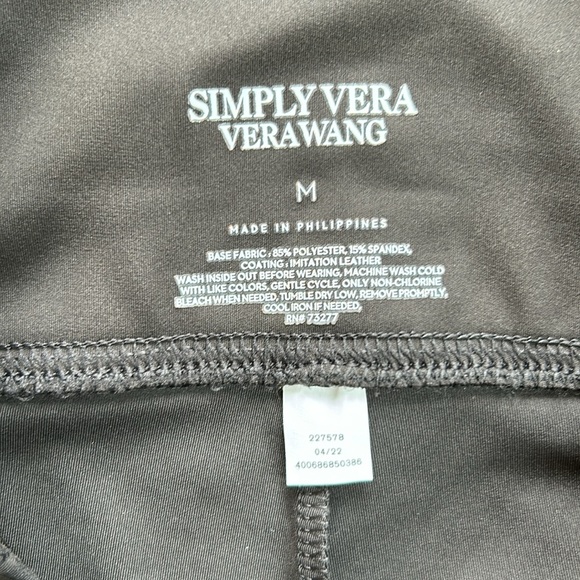 SIMPLY VERA
VERA WANG
M
MADE IN PHILIPPINES
BASE FABRIC : 85% POLYESTER, 15% SPANDEX,
COATING : IMITATION LEATHER
WASH INSIDE OUT BEFORE WEARING, MACHINE WASH COLD
WITH LIKE COLORS, GENTLE CYCLE, ONLY NON-CHLORINE
BLEACH WHEN NEEDED, TUMBLE DRY LOW, REMOVE PROMPTLY,
COOL IRON IF NEEDED,
RN# 73277
227578
04/22
400686850386